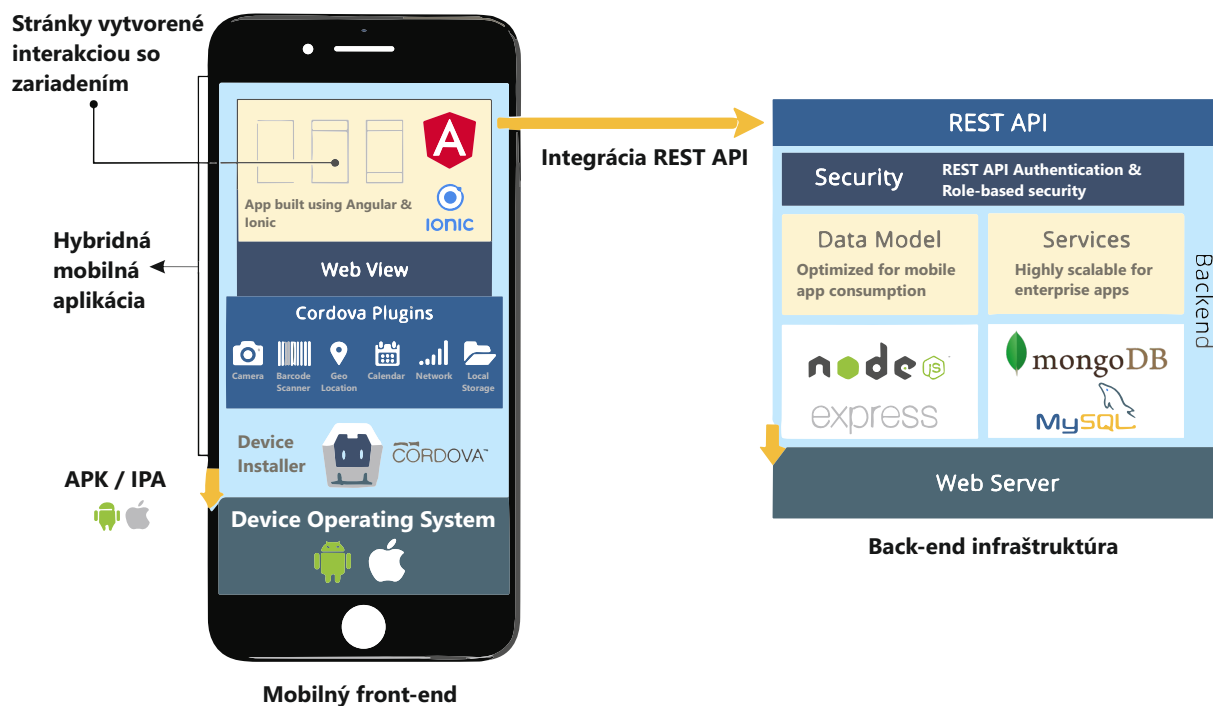 Stránky vytvorené
interakciou so
zariadením
App built using Angular &
Ionic
IONIC
Web View
Hybridná
mobilná
aplikácia
Cordova Plugins
Camera
Barcode
Scanner
Geo
Location
Calendar
Network
Local
Storage
Device
Installer
CORDOVA™
APK / IPA
Device Operating System
Mobilný front-end
Integrácia REST API
REST API
Security
REST API Authentication &
Role-based security
Data Model
Optimized for mobile
app consumption
Services
Highly scalable for
enterprise apps
Backend
node JS
express
mongoDB
MySQL
Web Server
Back-end infraštruktúra